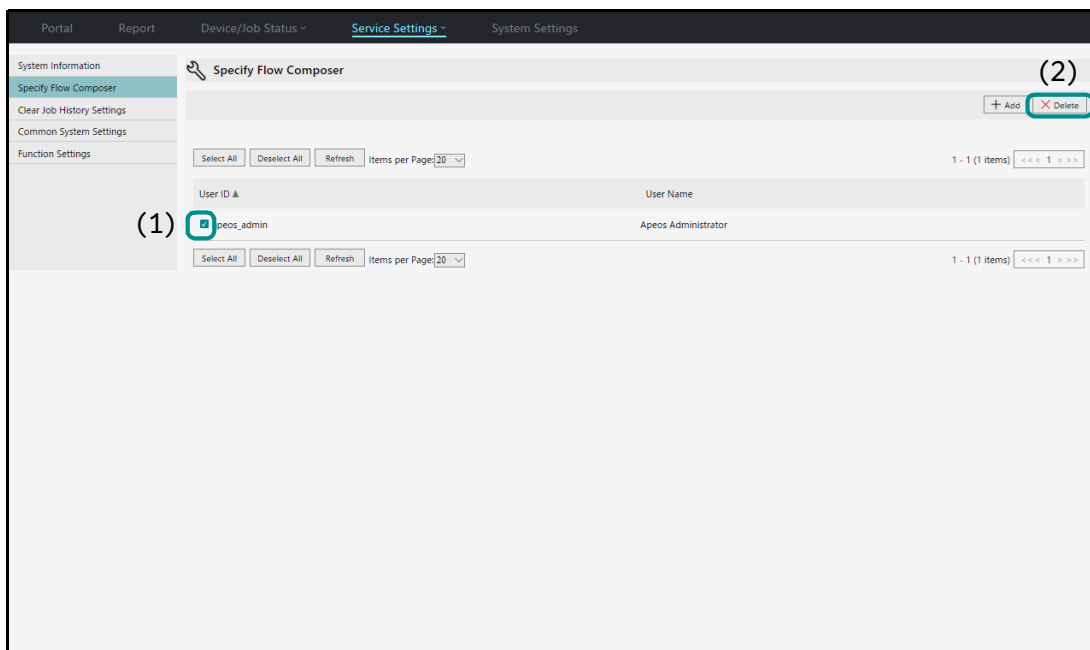 Portal Report Device/Job Status Service Settings System Settings
System Information
Specify Flow Composer
Clear Job History Settings
Common System Settings
Function Settings
Specify Flow Composer
(2)
+ Add Delete
Select All Deselect All Refresh Items per Page: 20 1 - 1 (1 items) <<< 1 > >>
User ID ▲ User Name
(1) peos_admin Apeos Administrator
Select All Deselect All Refresh Items per Page: 20 1 - 1 (1 items) <<< 1 > >>